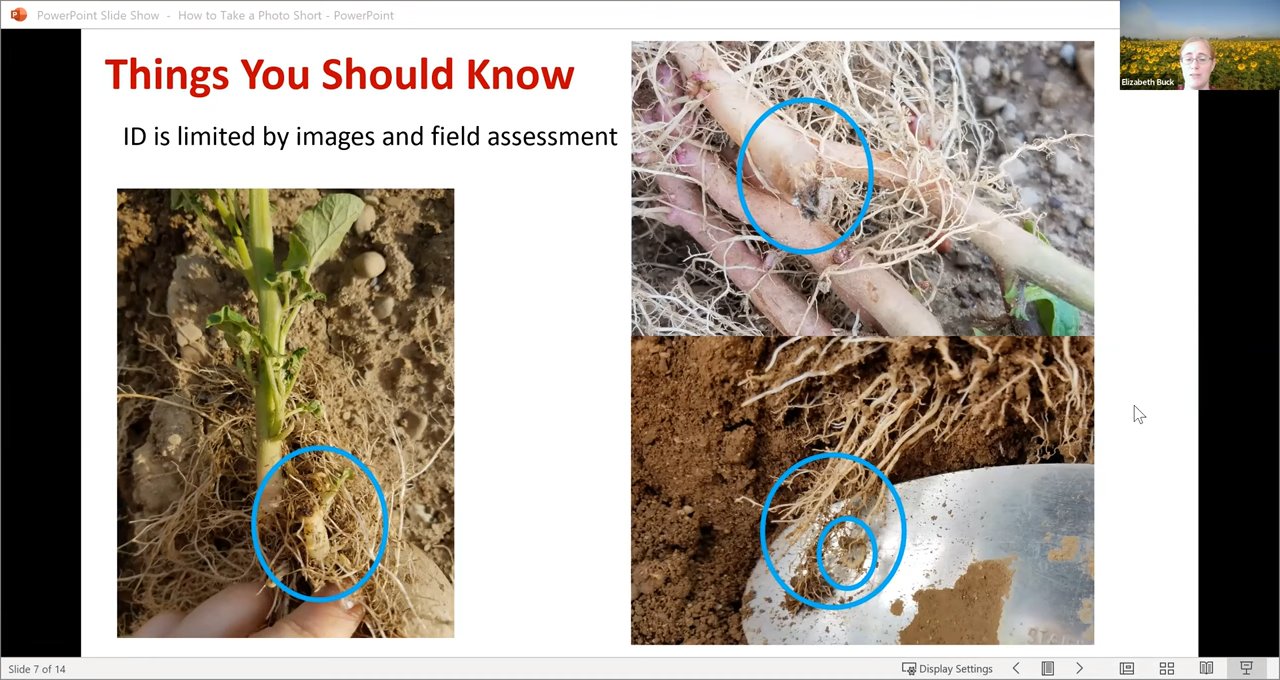 PowerPoint Slide Show - How to Take a Photo Short - PowerPoint
Elizabeth Buck
Things You Should Know
ID is limited by images and field assessment
Slide 7 of 14
Display Settings